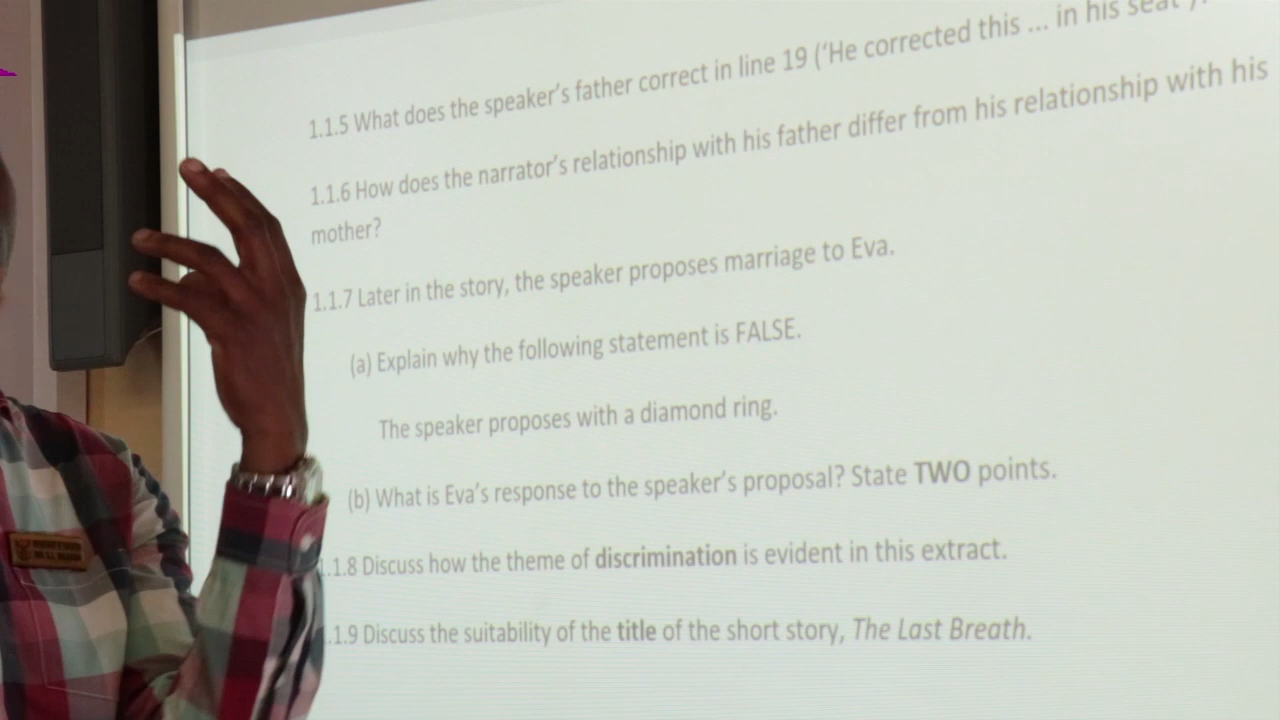 1.1.5 What does the speaker's father correct in line 19 ('He corrected this ... in his seat').
1.1.6 How does the narrator's relationship with his father differ from his relationship with his
mother?
1.1.7 Later in the story, the speaker proposes marriage to Eva.
(a) Explain why the following statement is FALSE.
The speaker proposes with a diamond ring.
(b) What is Eva's response to the speaker's proposal? State TWO points.
.1.8 Discuss how the theme of discrimination is evident in this extract.
.1.9 Discuss the suitability of the title of the short story, The Last Breath.